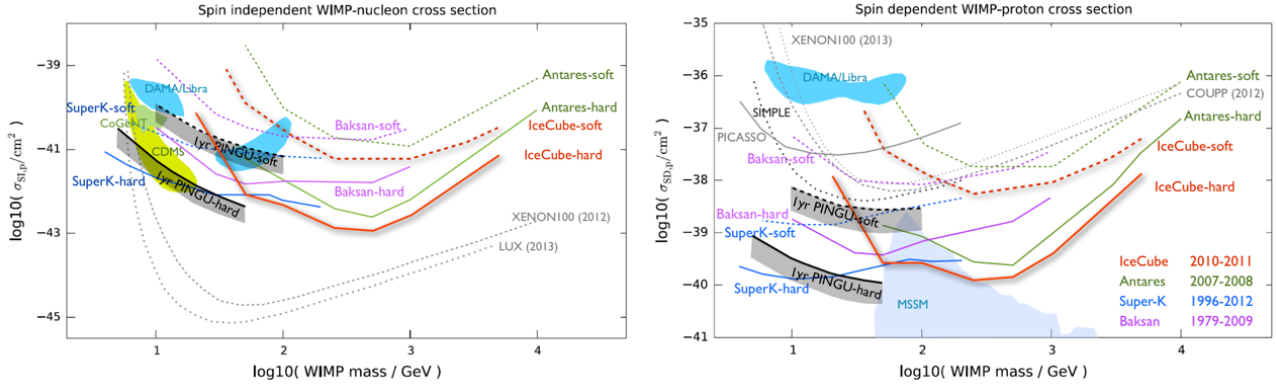 Spin independent WIMP-nucleon cross section
log10( σSI,p/cm²)
−39
−41
−43
−45
1
2
3
4
log10( WIMP mass / GeV)
DAMA/Libra
SuperK-soft
CoGeNT
CDMS
1yr PINGU-soft
SuperK-hard
1yr PINGU-hard
Baksan-soft
Baksan-hard
Antares-soft
Antares-hard
IceCube-soft
IceCube-hard
XENON100 (2012)
LUX (2013)
Spin dependent WIMP-proton cross section
log10( σSD,p/cm²)
−35
−36
−37
−38
−39
−40
−41
1
2
3
4
log10( WIMP mass / GeV)
XENON100 (2013)
DAMA/Libra
SIMPLE
PICASSO
Baksan-soft
1yr PINGU-soft
Baksan-hard
SuperK-soft
1yr PINGU-hard
SuperK-hard
MSSM
Antares-soft
COUPP (2012)
Antares-hard
IceCube-soft
IceCube-hard
IceCube 2010-2011
Antares 2007-2008
Super-K 1996-2012
Baksan 1979-2009